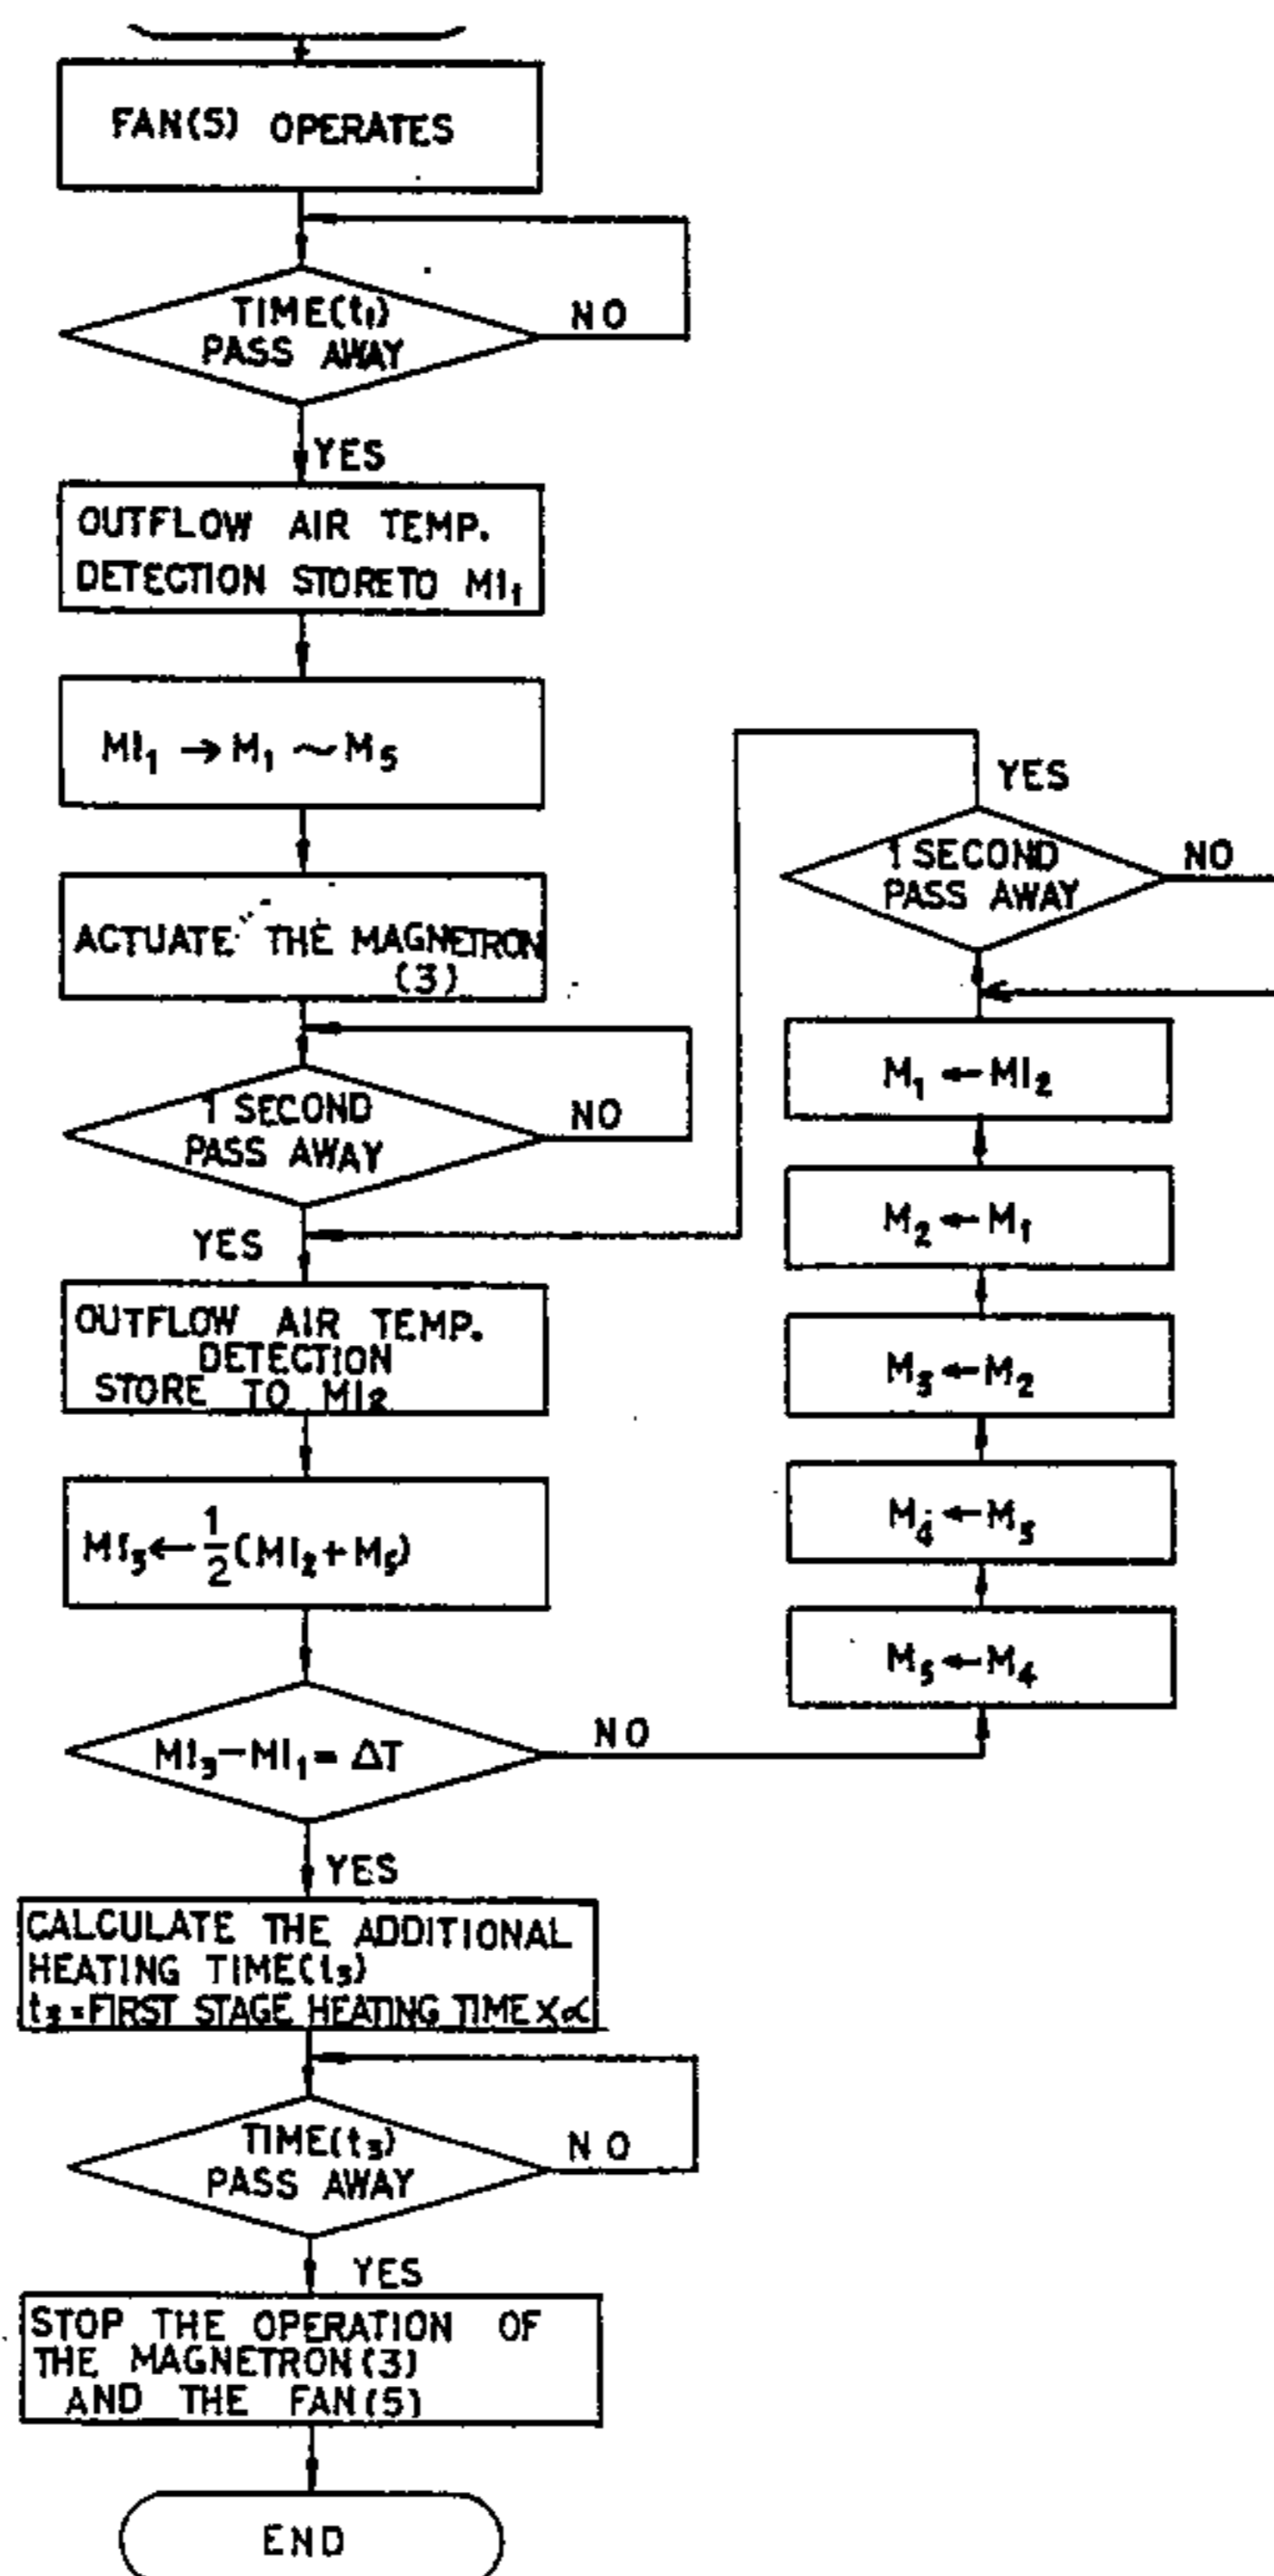 FAN(5) OPERATES
TIME(t₁)
PASS AWAY
NO
YES
OUTFLOW AIR TEMP.
DETECTION STORE TO MI₁
MI₁ → M₁ ~ M₅
ACTUATE THE MAGNETRON
(3)
1 SECOND
PASS AWAY
NO
YES
OUTFLOW AIR TEMP.
DETECTION
STORE TO MI₂
MI₃ ← 1/2 (MI₂ + M₅)
MI₃ − MI₁ = ΔT
NO
YES
CALCULATE THE ADDITIONAL
HEATING TIME(t₃)
t₃ = FIRST STAGE HEATING TIME X α
TIME(t₃)
PASS AWAY
NO
YES
STOP THE OPERATION OF
THE MAGNETRON(3)
AND THE FAN(5)
END
YES
1 SECOND
PASS AWAY
NO
M₁ ← MI₂
M₂ ← M₁
M₃ ← M₂
M₄ ← M₃
M₅ ← M₄